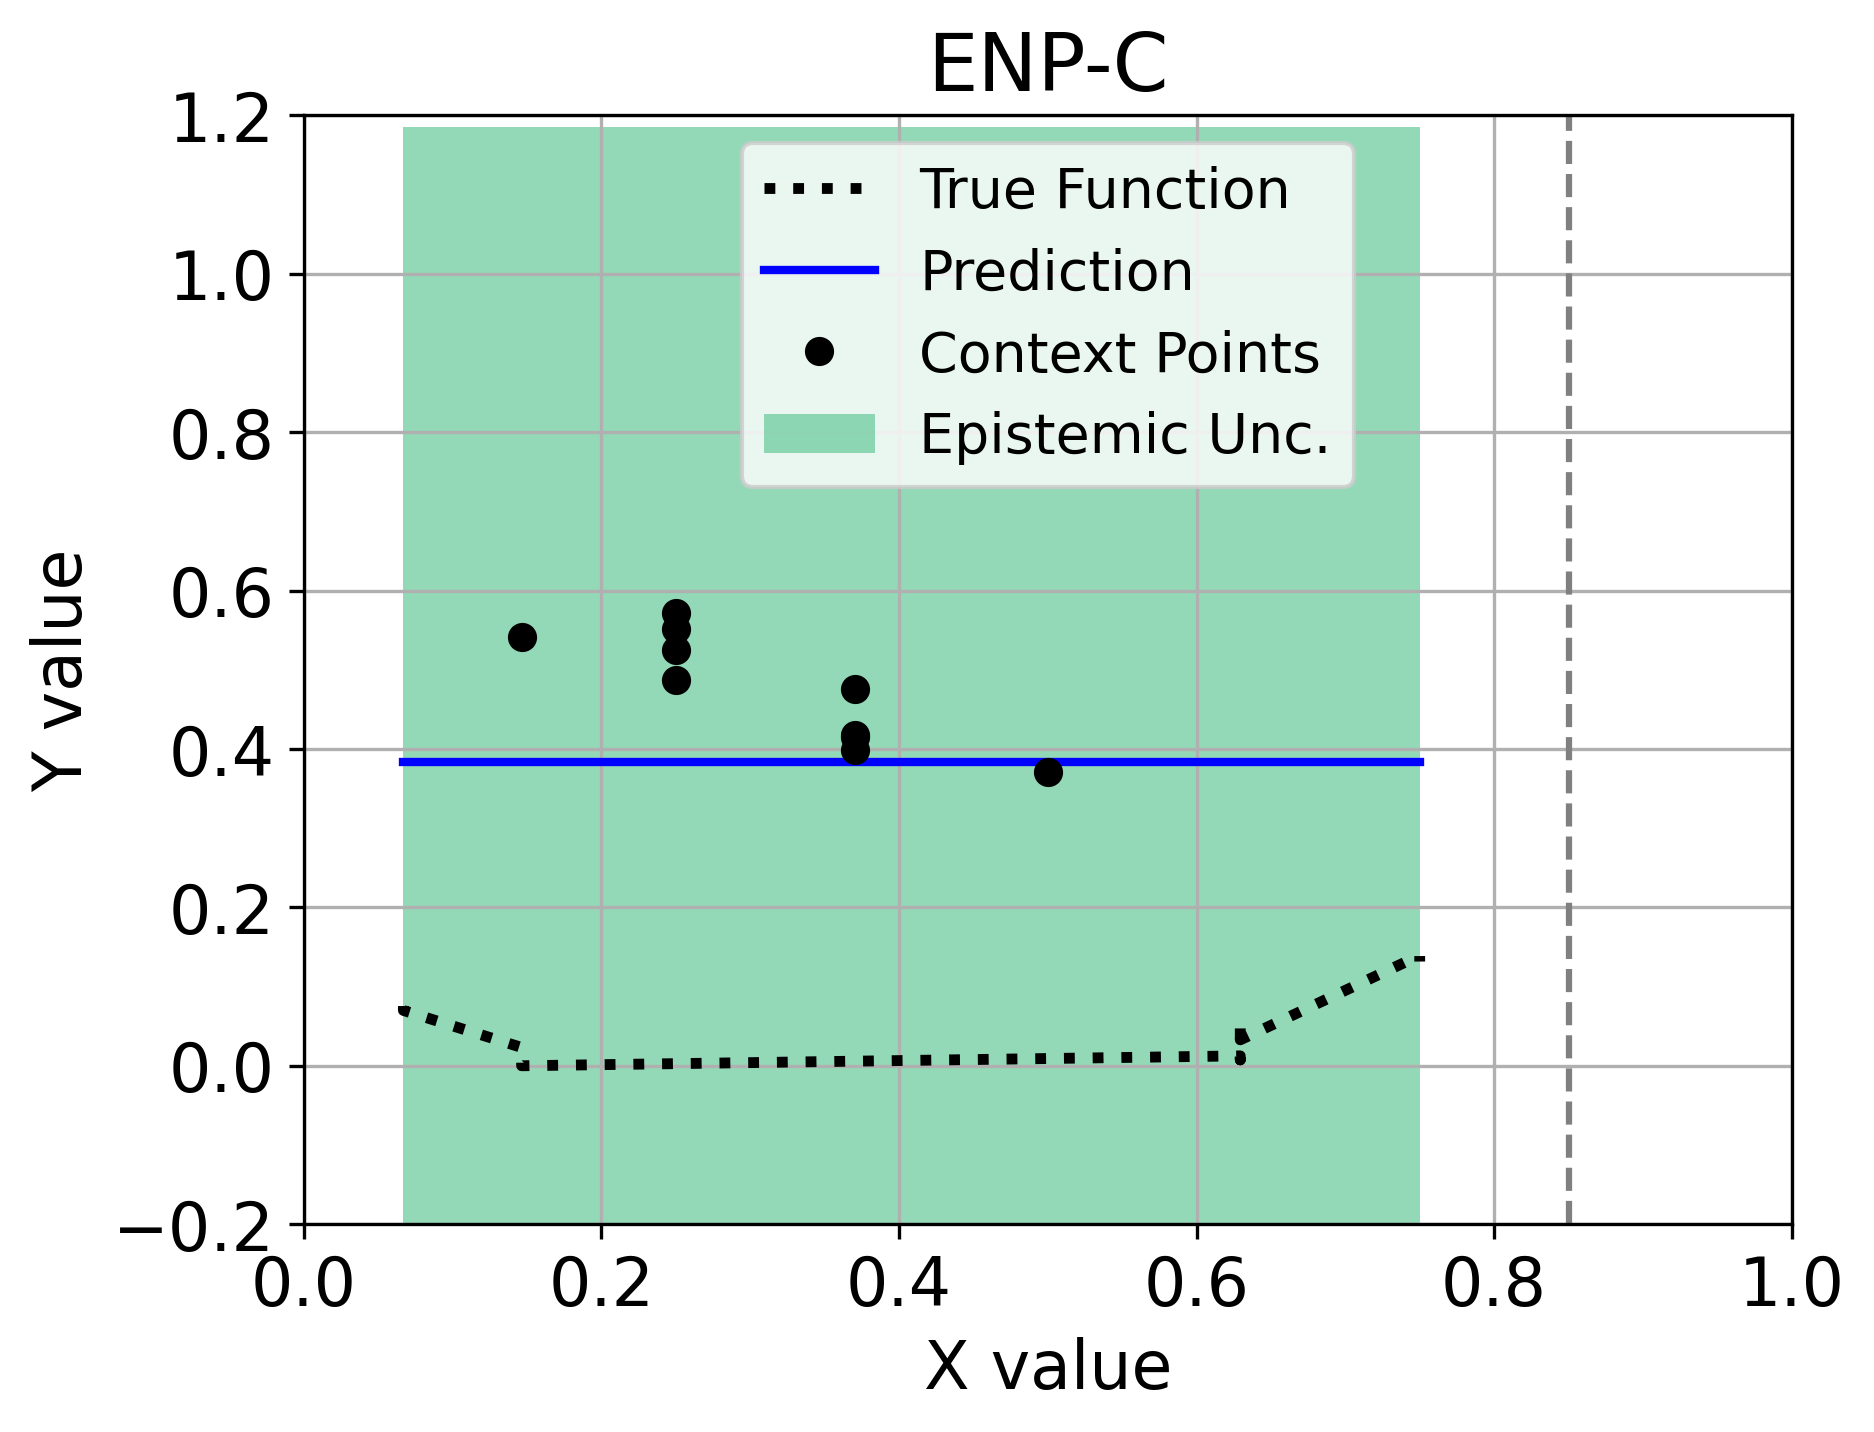 ENP-C
1.2
1.0
0.8
0.6
0.4
0.2
0.0
−0.2
Y value
True Function
Prediction
Context Points
Epistemic Unc.
0.0 0.2 0.4 0.6 0.8 1.0
X value